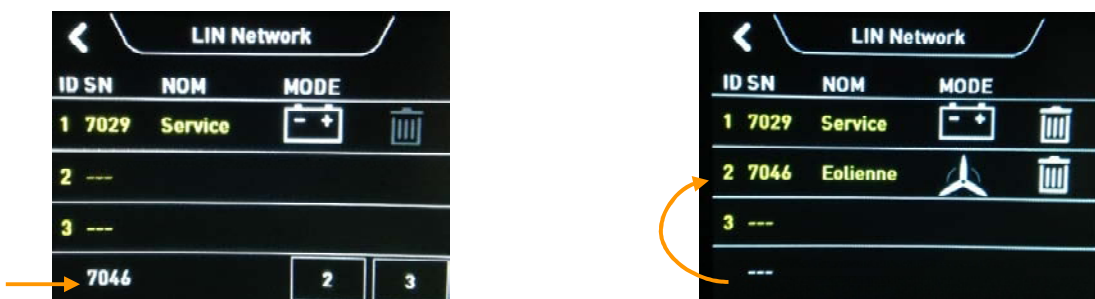 LIN Network
ID SN NOM MODE
1 7029 Service - +
2 ---
3 ---
7046 2 3
LIN Network
ID SN NOM MODE
1 7029 Service - +
2 7046 Eolienne
3 ---
---